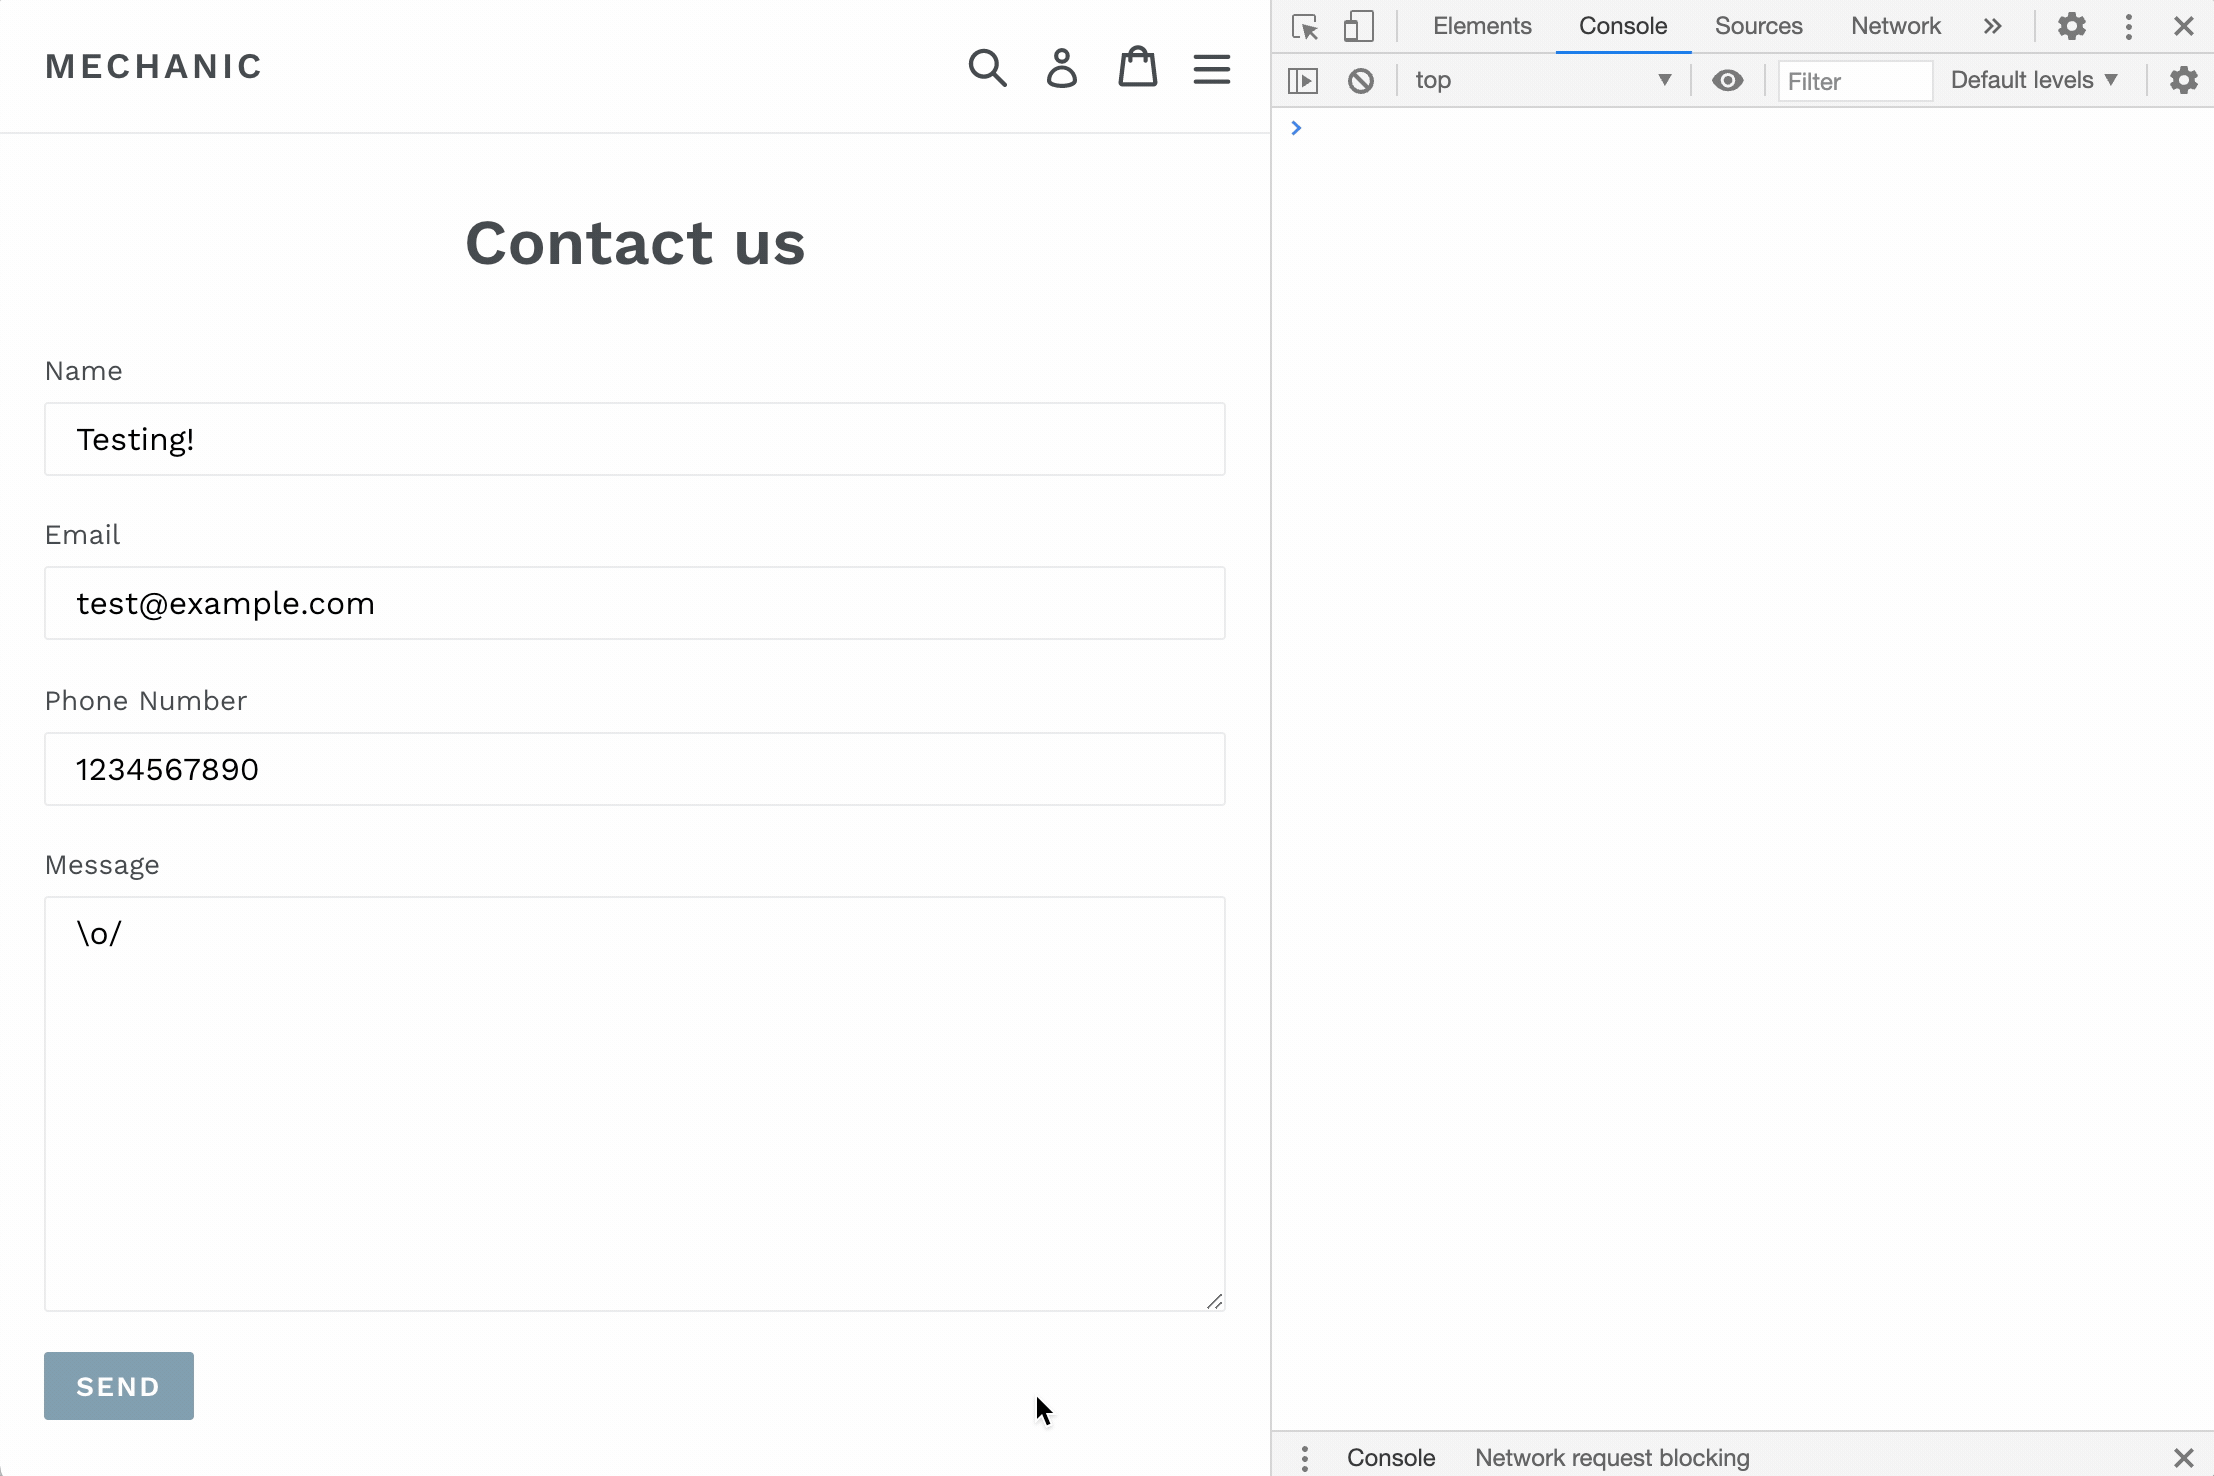 MECHANIC
Contact us
Name
Testing!
Email
test@example.com
Phone Number
1234567890
Message
\o/
SEND
Elements Console Sources Network
top Filter Default levels
Console Network request blocking